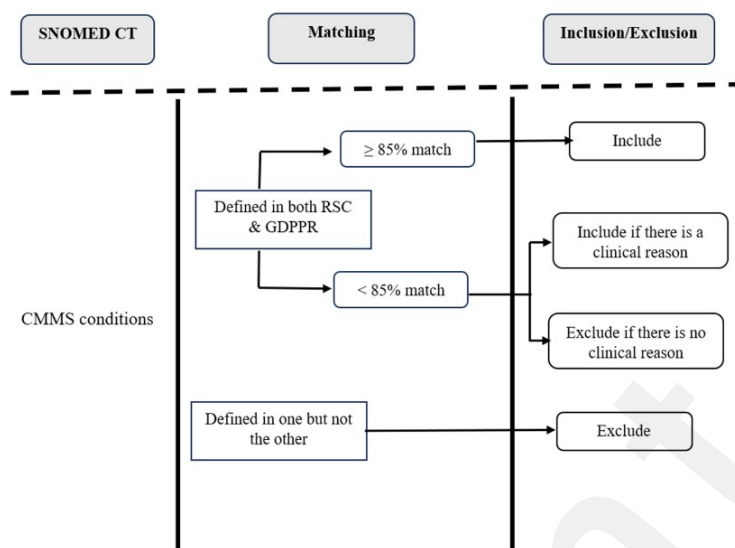 SNOMED CT
Matching
Inclusion/Exclusion
≥ 85% match
Include
Defined in both RSC
& GDPPR
Include if there is a
clinical reason
< 85% match
CMMS conditions
Exclude if there is no
clinical reason
Defined in one but not
the other
Exclude